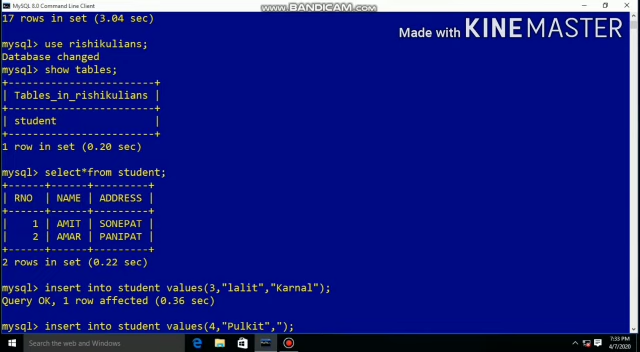 MySQL 8.0 Command Line Client
www.BANDICAM.com
Made with KINEMASTER
17 rows in set (3.04 sec)
mysql> use rishikulians;
Database changed
mysql> show tables;
+------------------------+
| Tables_in_rishikulians |
+------------------------+
| student                |
+------------------------+
1 row in set (0.20 sec)
mysql> select*from student;
+------+------+---------+
| RNO  | NAME | ADDRESS |
+------+------+---------+
|    1 | AMIT | SONEPAT |
|    2 | AMAR | PANIPAT |
+------+------+---------+
2 rows in set (0.22 sec)
mysql> insert into student values(3,"lalit","Karnal");
Query OK, 1 row affected (0.36 sec)
mysql> insert into student values(4,"Pulkit,");
Search the web and Windows
7:33 PM
4/7/2020